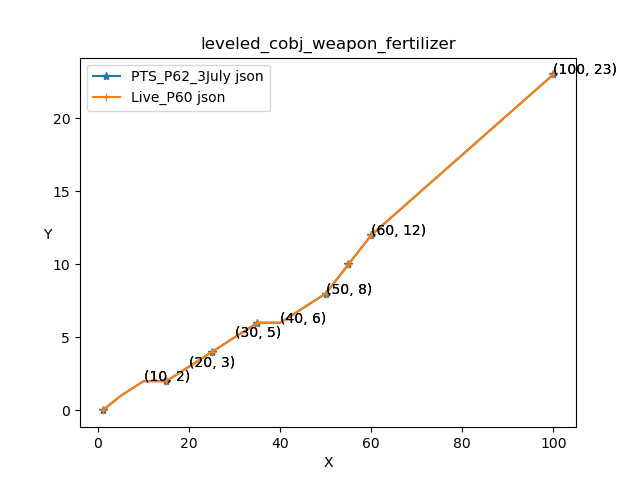 leveled_cobj_weapon_fertilizer
PTS_P62_3July json
Live_P60 json
(100, 23)
(60, 12)
(50, 8)
(40, 6)
(30, 5)
(20, 3)
(10, 2)
Y
20
15
10
5
0
0 20 40 60 80 100
X